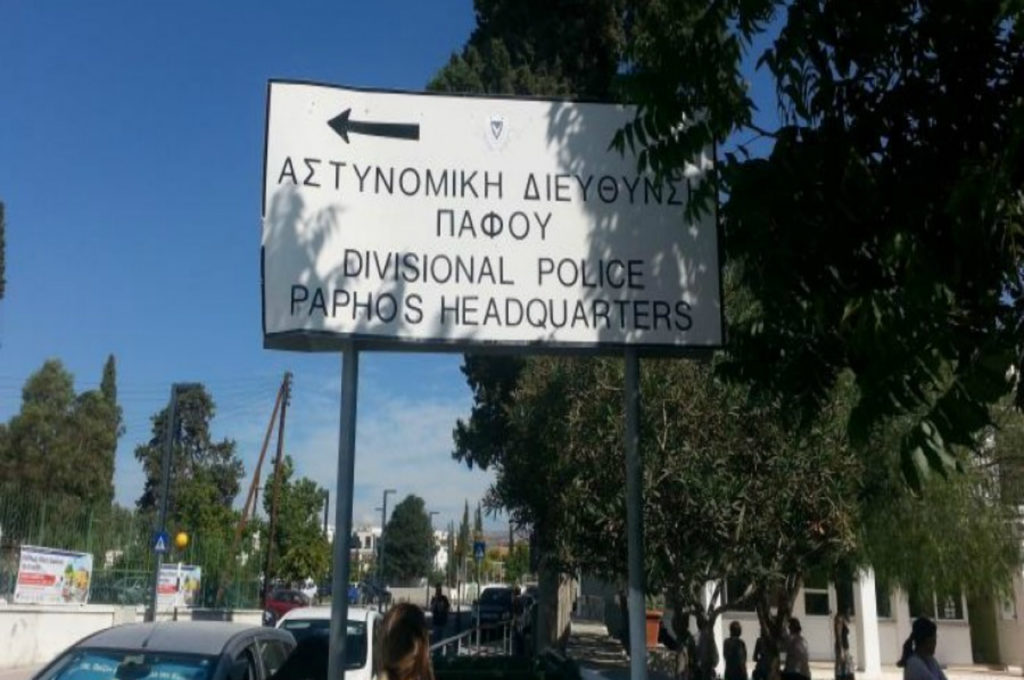 ΑΣΤΥΝΟΜΙΚΗ ΔΙΕΥΘΥΝΣΗ
ΠΑΦΟΥ
DIVISIONAL POLICE
PAPHOS HEADQUARTERS